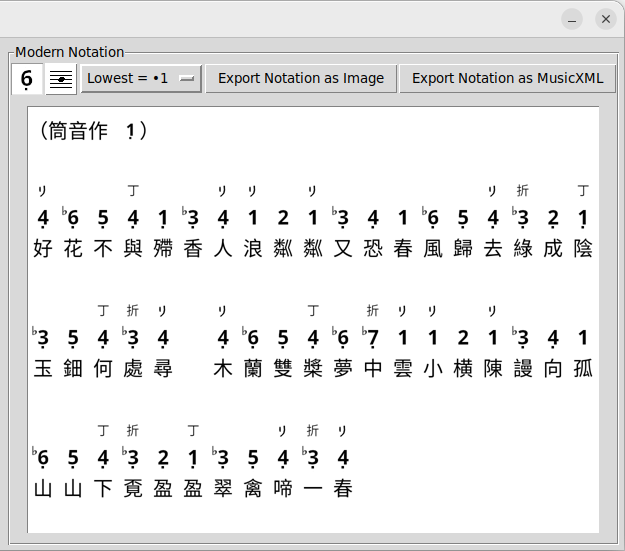 Modern Notation
6 Lowest = •1 Export Notation as Image Export Notation as MusicXML
（筒音作 1̣）
リ 丁 リ リ リ リ 折 丁
4̣ ♭6̣ 5̣ 4̣ 1̣ ♭3̣ 4̣ 1 2 1 ♭3̣ 4̣ 1 ♭6̣ 5̣ 4̣ ♭3̣ 2̣ 1̣
好 花 不 與 殢 香 人 浪 粼 粼 又 恐 春 風 歸 去 綠 成 陰
丁 折 リ リ 丁 折 リ リ リ
♭3̣ 5̣ 4̣ ♭3̣ 4̣ 4̣ ♭6̣ 5̣ 4̣ ♭6̣ ♭7̣ 1 1 2 1 ♭3̣ 4̣ 1
玉 鈿 何 處 尋 木 蘭 雙 槳 夢 中 雲 小 横 陳 謾 向 孤
丁 折 丁 リ 折 リ
♭6̣ 5̣ 4̣ ♭3̣ 2̣ 1̣ ♭3̣ 5̣ 4̣ ♭3̣ 4̣
山 山 下 覔 盈 盈 翠 禽 啼 一 春